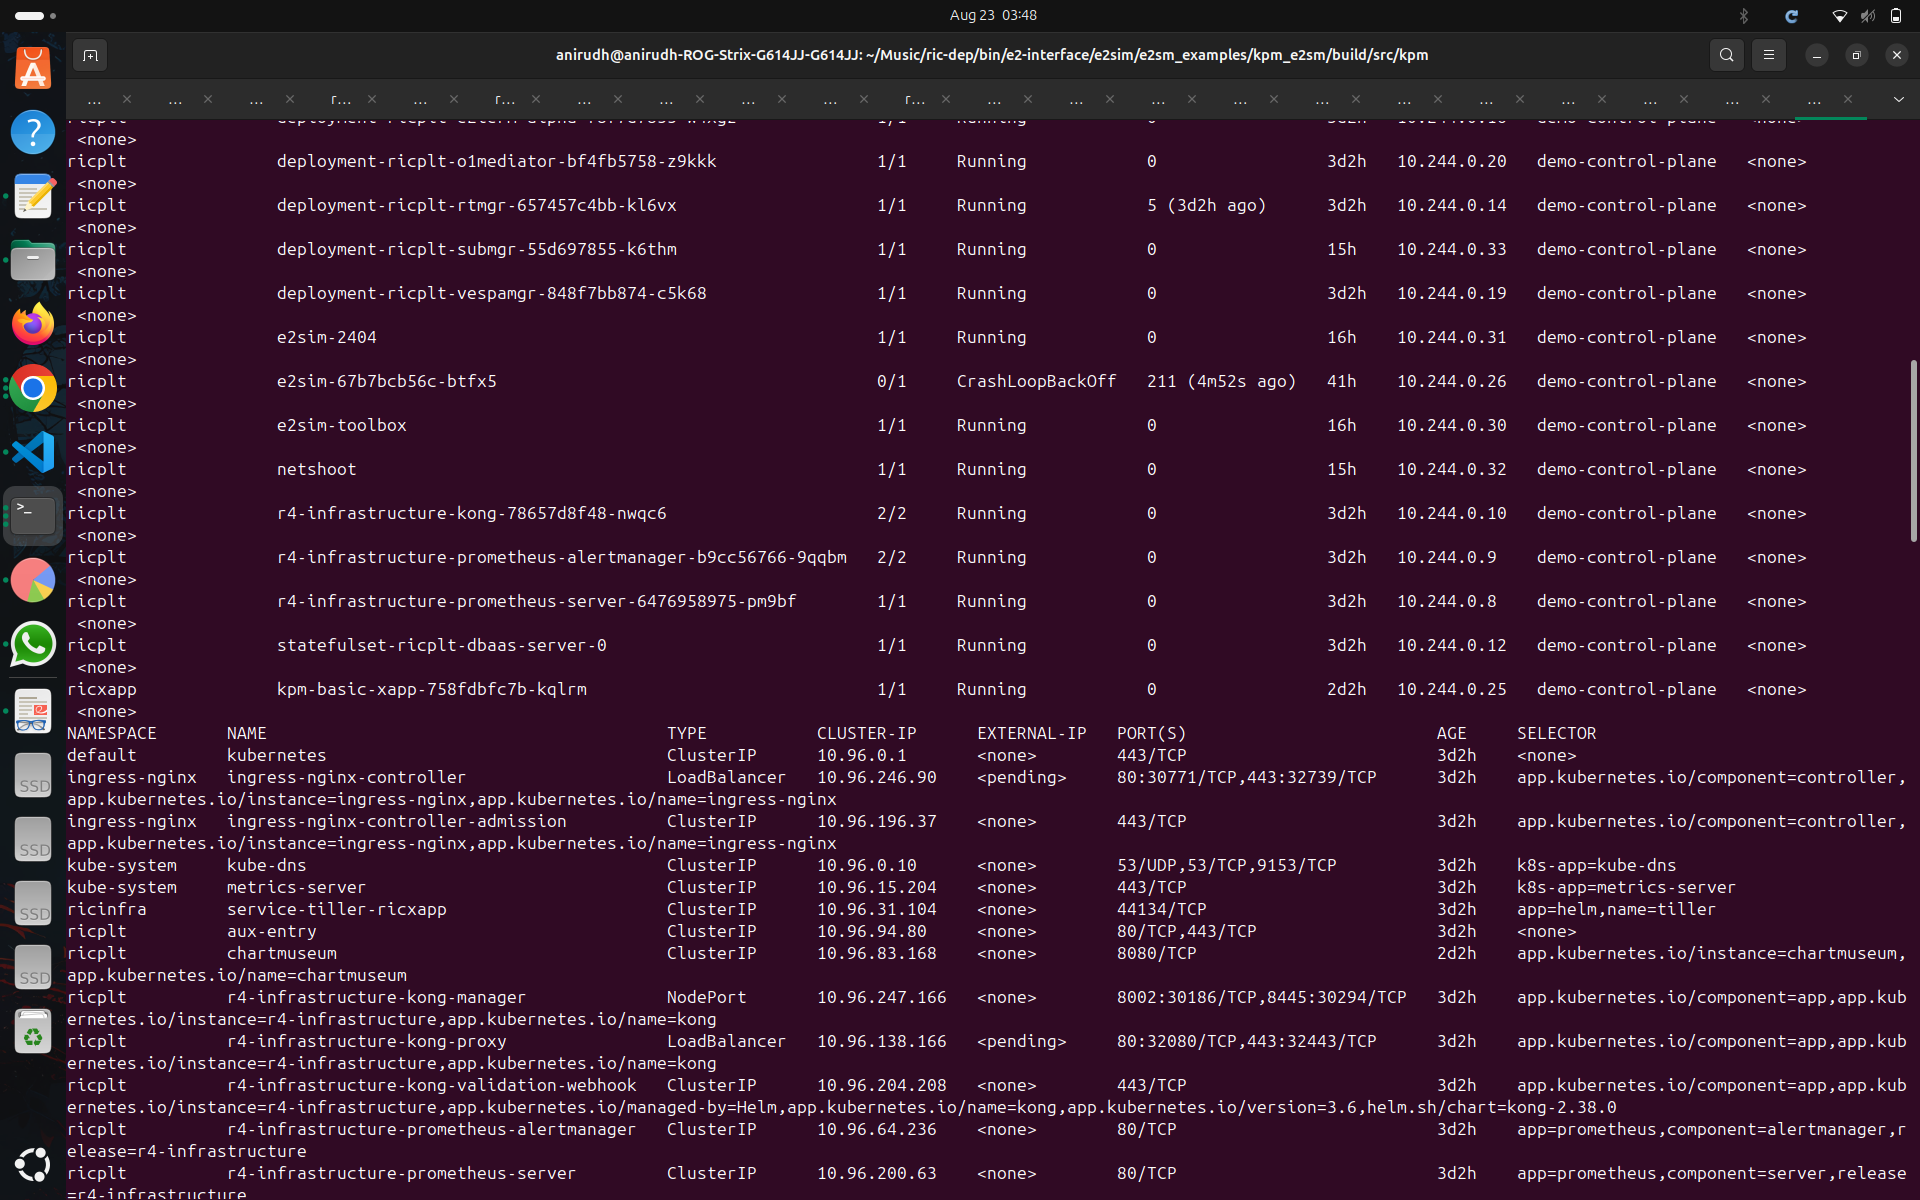 Aug 23  03:48
anirudh@anirudh-ROG-Strix-G614JJ-G614JJ: ~/Music/ric-dep/bin/e2-interface/e2sim/e2sm_examples/kpm_e2sm/build/src/kpm
... ... ... r... ... r... ... ... ... ... r... ... ... ... ... ... ... ... ... ... ... ...
<none>
ricplt deployment-ricplt-o1mediator-bf4fb5758-z9kkk 1/1 Running 0 3d2h 10.244.0.20 demo-control-plane <none>
<none>
ricplt deployment-ricplt-rtmgr-657457c4bb-kl6vx 1/1 Running 5 (3d2h ago) 3d2h 10.244.0.14 demo-control-plane <none>
<none>
ricplt deployment-ricplt-submgr-55d697855-k6thm 1/1 Running 0 15h 10.244.0.33 demo-control-plane <none>
<none>
ricplt deployment-ricplt-vespamgr-848f7bb874-c5k68 1/1 Running 0 3d2h 10.244.0.19 demo-control-plane <none>
<none>
ricplt e2sim-2404 1/1 Running 0 16h 10.244.0.31 demo-control-plane <none>
<none>
ricplt e2sim-67b7bcb56c-btfx5 0/1 CrashLoopBackOff 211 (4m52s ago) 41h 10.244.0.26 demo-control-plane <none>
<none>
ricplt e2sim-toolbox 1/1 Running 0 16h 10.244.0.30 demo-control-plane <none>
<none>
ricplt netshoot 1/1 Running 0 15h 10.244.0.32 demo-control-plane <none>
<none>
ricplt r4-infrastructure-kong-78657d8f48-nwqc6 2/2 Running 0 3d2h 10.244.0.10 demo-control-plane <none>
<none>
ricplt r4-infrastructure-prometheus-alertmanager-b9cc56766-9qqbm 2/2 Running 0 3d2h 10.244.0.9 demo-control-plane <none>
<none>
ricplt r4-infrastructure-prometheus-server-6476958975-pm9bf 1/1 Running 0 3d2h 10.244.0.8 demo-control-plane <none>
<none>
ricplt statefulset-ricplt-dbaas-server-0 1/1 Running 0 3d2h 10.244.0.12 demo-control-plane <none>
<none>
ricxapp kpm-basic-xapp-758fdbfc7b-kqlrm 1/1 Running 0 2d2h 10.244.0.25 demo-control-plane <none>
<none>
NAMESPACE NAME TYPE CLUSTER-IP EXTERNAL-IP PORT(S) AGE SELECTOR
default kubernetes ClusterIP 10.96.0.1 <none> 443/TCP 3d2h <none>
ingress-nginx ingress-nginx-controller LoadBalancer 10.96.246.90 <pending> 80:30771/TCP,443:32739/TCP 3d2h app.kubernetes.io/component=controller,
app.kubernetes.io/instance=ingress-nginx,app.kubernetes.io/name=ingress-nginx
ingress-nginx ingress-nginx-controller-admission ClusterIP 10.96.196.37 <none> 443/TCP 3d2h app.kubernetes.io/component=controller,
app.kubernetes.io/instance=ingress-nginx,app.kubernetes.io/name=ingress-nginx
kube-system kube-dns ClusterIP 10.96.0.10 <none> 53/UDP,53/TCP,9153/TCP 3d2h k8s-app=kube-dns
kube-system metrics-server ClusterIP 10.96.15.204 <none> 443/TCP 3d2h k8s-app=metrics-server
ricinfra service-tiller-ricxapp ClusterIP 10.96.31.104 <none> 44134/TCP 3d2h app=helm,name=tiller
ricplt aux-entry ClusterIP 10.96.94.80 <none> 80/TCP,443/TCP 3d2h <none>
ricplt chartmuseum ClusterIP 10.96.83.168 <none> 8080/TCP 2d2h app.kubernetes.io/instance=chartmuseum,
app.kubernetes.io/name=chartmuseum
ricplt r4-infrastructure-kong-manager NodePort 10.96.247.166 <none> 8002:30186/TCP,8445:30294/TCP 3d2h app.kubernetes.io/component=app,app.kub
ernetes.io/instance=r4-infrastructure,app.kubernetes.io/name=kong
ricplt r4-infrastructure-kong-proxy LoadBalancer 10.96.138.166 <pending> 80:32080/TCP,443:32443/TCP 3d2h app.kubernetes.io/component=app,app.kub
ernetes.io/instance=r4-infrastructure,app.kubernetes.io/name=kong
ricplt r4-infrastructure-kong-validation-webhook ClusterIP 10.96.204.208 <none> 443/TCP 3d2h app.kubernetes.io/component=app,app.kub
ernetes.io/instance=r4-infrastructure,app.kubernetes.io/managed-by=Helm,app.kubernetes.io/name=kong,app.kubernetes.io/version=3.6,helm.sh/chart=kong-2.38.0
ricplt r4-infrastructure-prometheus-alertmanager ClusterIP 10.96.64.236 <none> 80/TCP 3d2h app=prometheus,component=alertmanager,r
elease=r4-infrastructure
ricplt r4-infrastructure-prometheus-server ClusterIP 10.96.200.63 <none> 80/TCP 3d2h app=prometheus,component=server,release
=r4-infrastructure
SSD
SSD
SSD
SSD